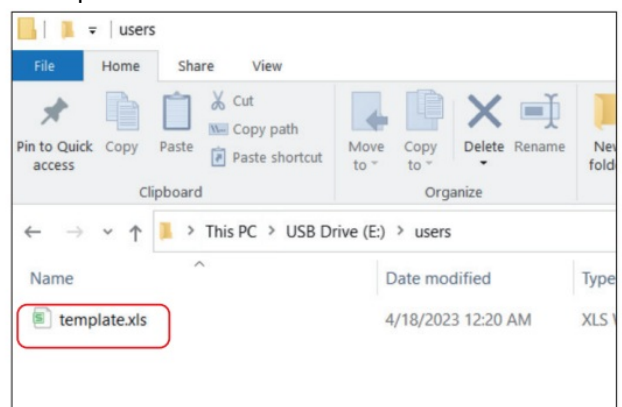 users
File Home Share View
Pin to Quick access
Copy
Paste
Cut
Copy path
Paste shortcut
Move to
Copy to
Delete
Rename
Clipboard
Organize
This PC > USB Drive (E:) > users
Name Date modified Type
template.xls 4/18/2023 12:20 AM XLS